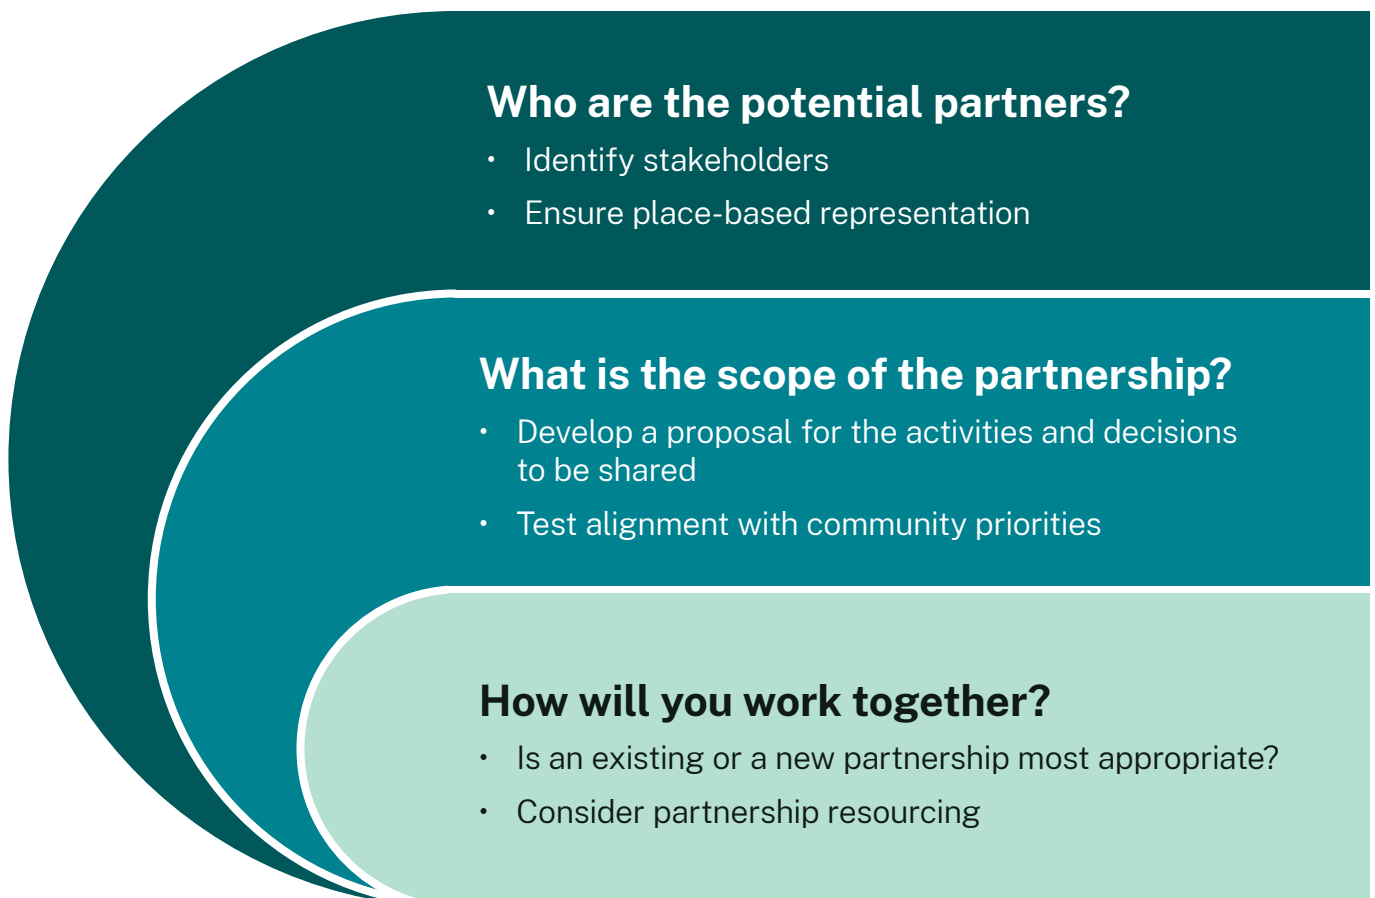 Who are the potential partners?
• Identify stakeholders
• Ensure place-based representation
What is the scope of the partnership?
• Develop a proposal for the activities and decisions
to be shared
• Test alignment with community priorities
How will you work together?
• Is an existing or a new partnership most appropriate?
• Consider partnership resourcing